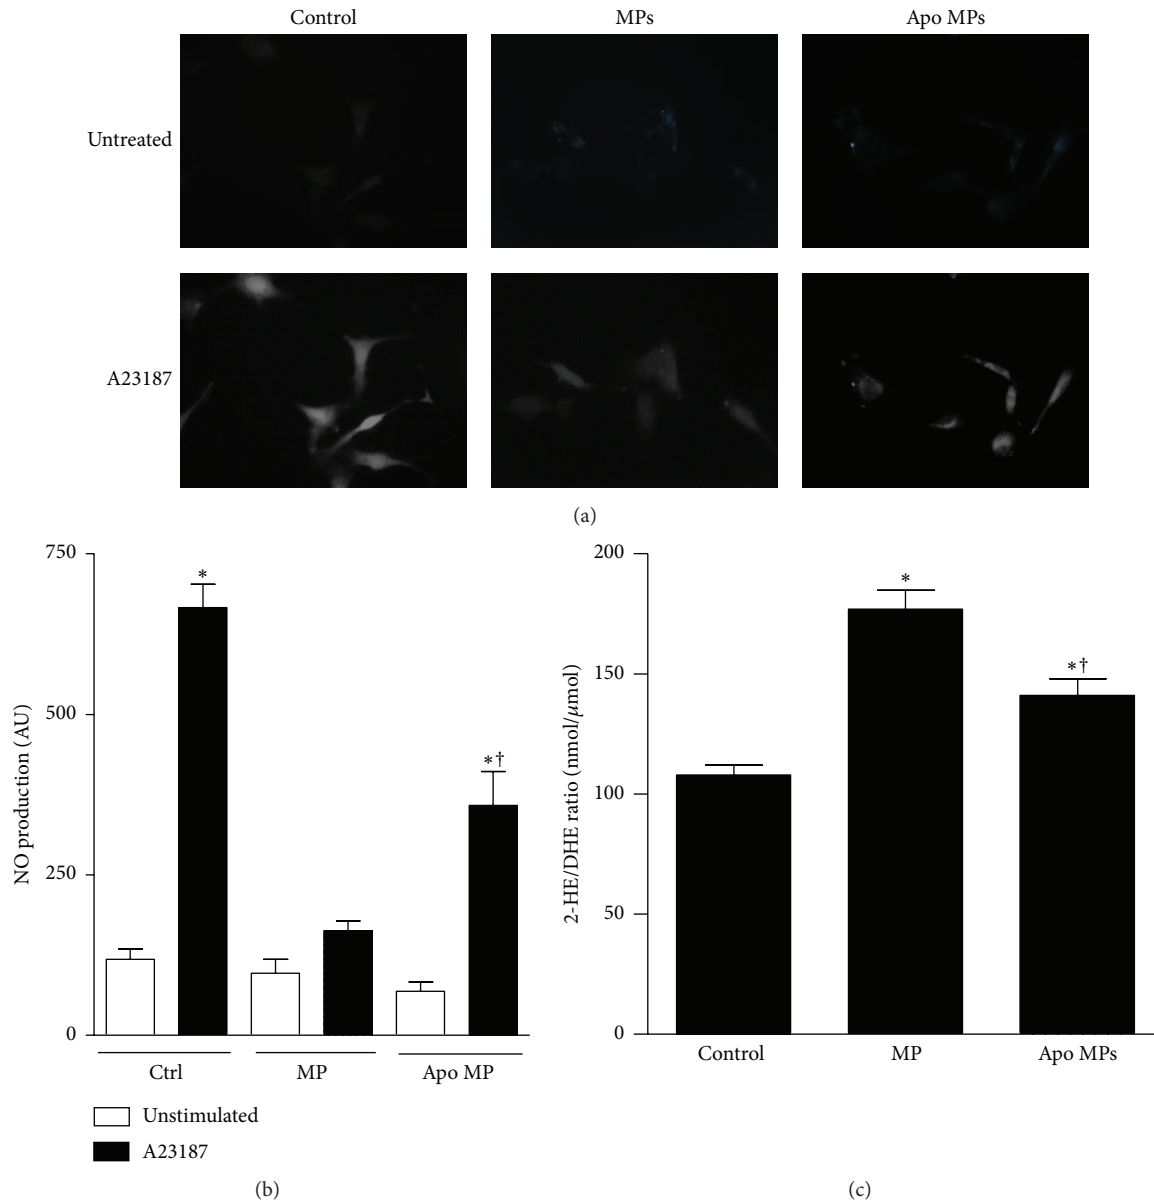 Control MPs Apo MPs
Untreated
A23187
(a)
750
500
250
0
NO production (AU)
*
*†
Ctrl MP Apo MP
Unstimulated
A23187
(b)
200
150
100
50
0
2-HE/DHE ratio (nmol/μmol)
*
*†
Control MP Apo MPs
(c)